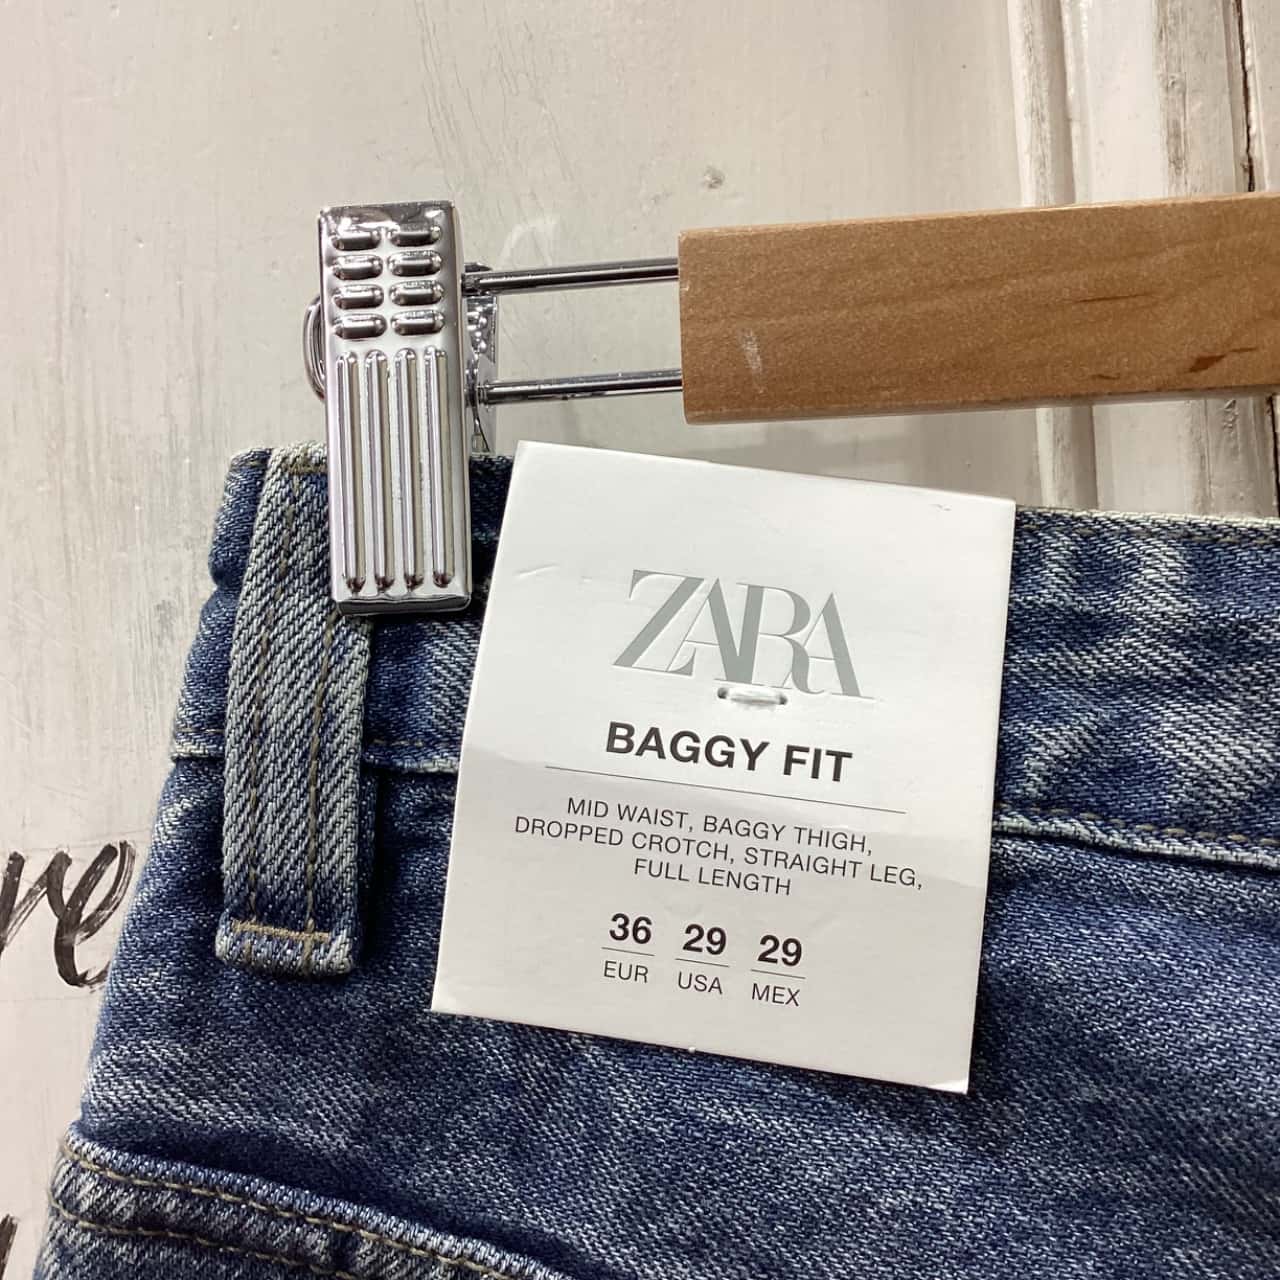 ZARA
BAGGY FIT
MID WAIST, BAGGY THIGH,
DROPPED CROTCH, STRAIGHT LEG,
FULL LENGTH
36 29 29
EUR USA MEX
re